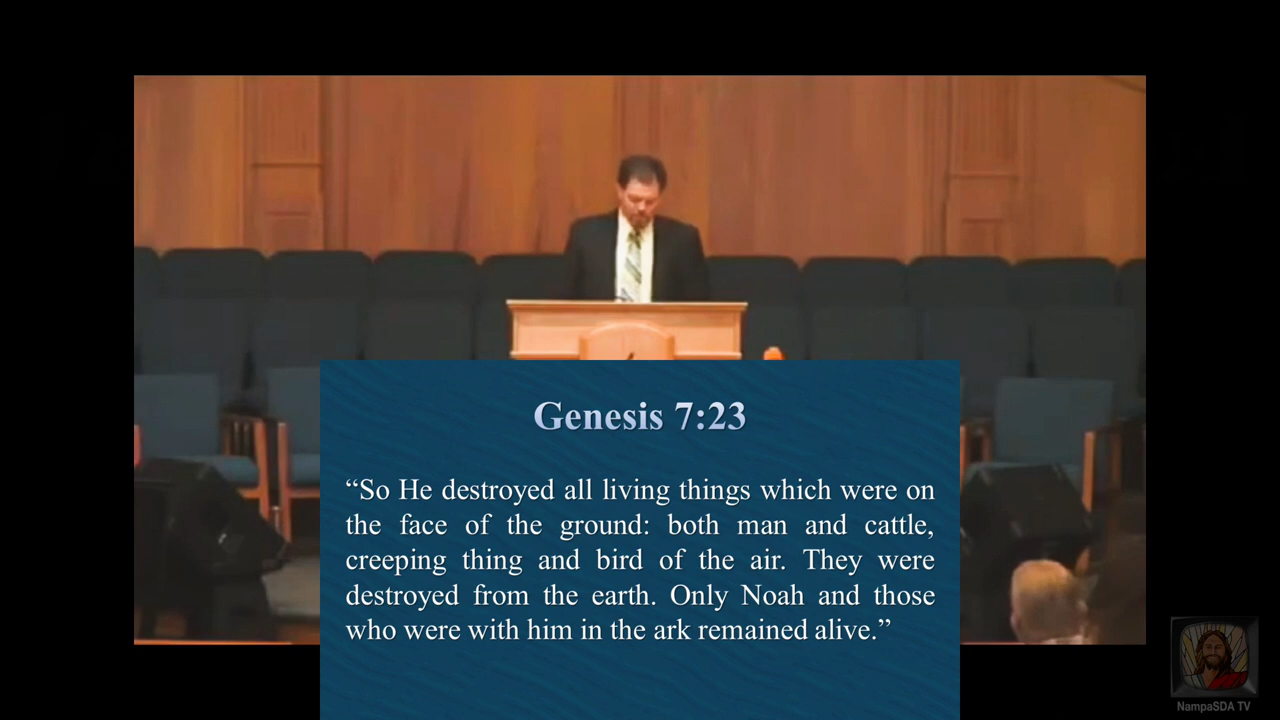 Genesis 7:23
“So He destroyed all living things which were on
the face of the ground: both man and cattle,
creeping thing and bird of the air. They were
destroyed from the earth. Only Noah and those
who were with him in the ark remained alive.”
NampaSDA TV